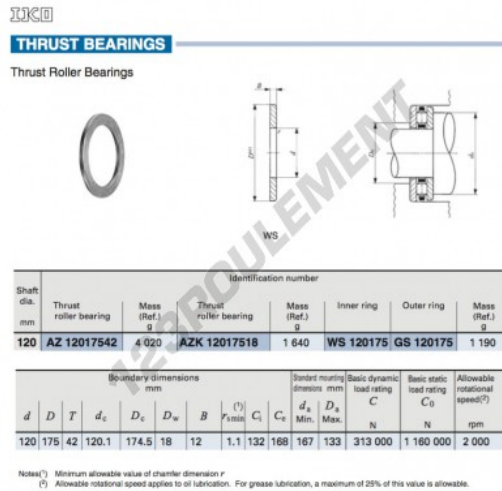 IKO
THRUST BEARINGS
Thrust Roller Bearings
B
D
d
WS
Da
da
123ROULEMENT
Identification number
Shaft dia. mm
Thrust roller bearing
Mass (Ref.) g
Thrust roller bearing
Mass (Ref.) g
Inner ring
Outer ring
Mass (Ref.) g
120 AZ 12017542 4 020 AZK 12017518 1 640 WS 120175 GS 120175 1 190
Boundary dimensions mm
Standard mounting dimensions mm
Basic dynamic load rating C N
Basic static load rating C0 N
Allowable rotational speed(2) rpm
d D T dc Dc Dw B rs min(1) Ci Ce da Min. Da Max.
120 175 42 120.1 174.5 18 12 1.1 132 168 167 133 313 000 1 160 000 2 000
Notes(1) Minimum allowable value of chamfer dimension r
(2) Allowable rotational speed applies to oil lubrication. For grease lubrication, a maximum of 25% of this value is allowable.